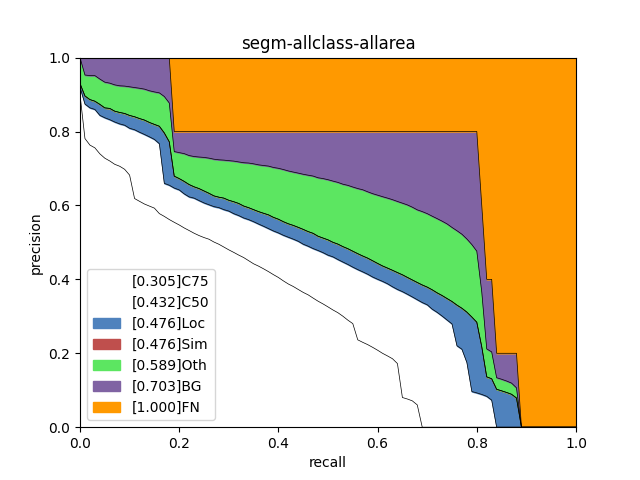 segm-allclass-allarea
1.0
0.8
0.6
0.4
0.2
0.0
precision
[0.305]C75
[0.432]C50
[0.476]Loc
[0.476]Sim
[0.589]Oth
[0.703]BG
[1.000]FN
0.0 0.2 0.4 0.6 0.8 1.0
recall